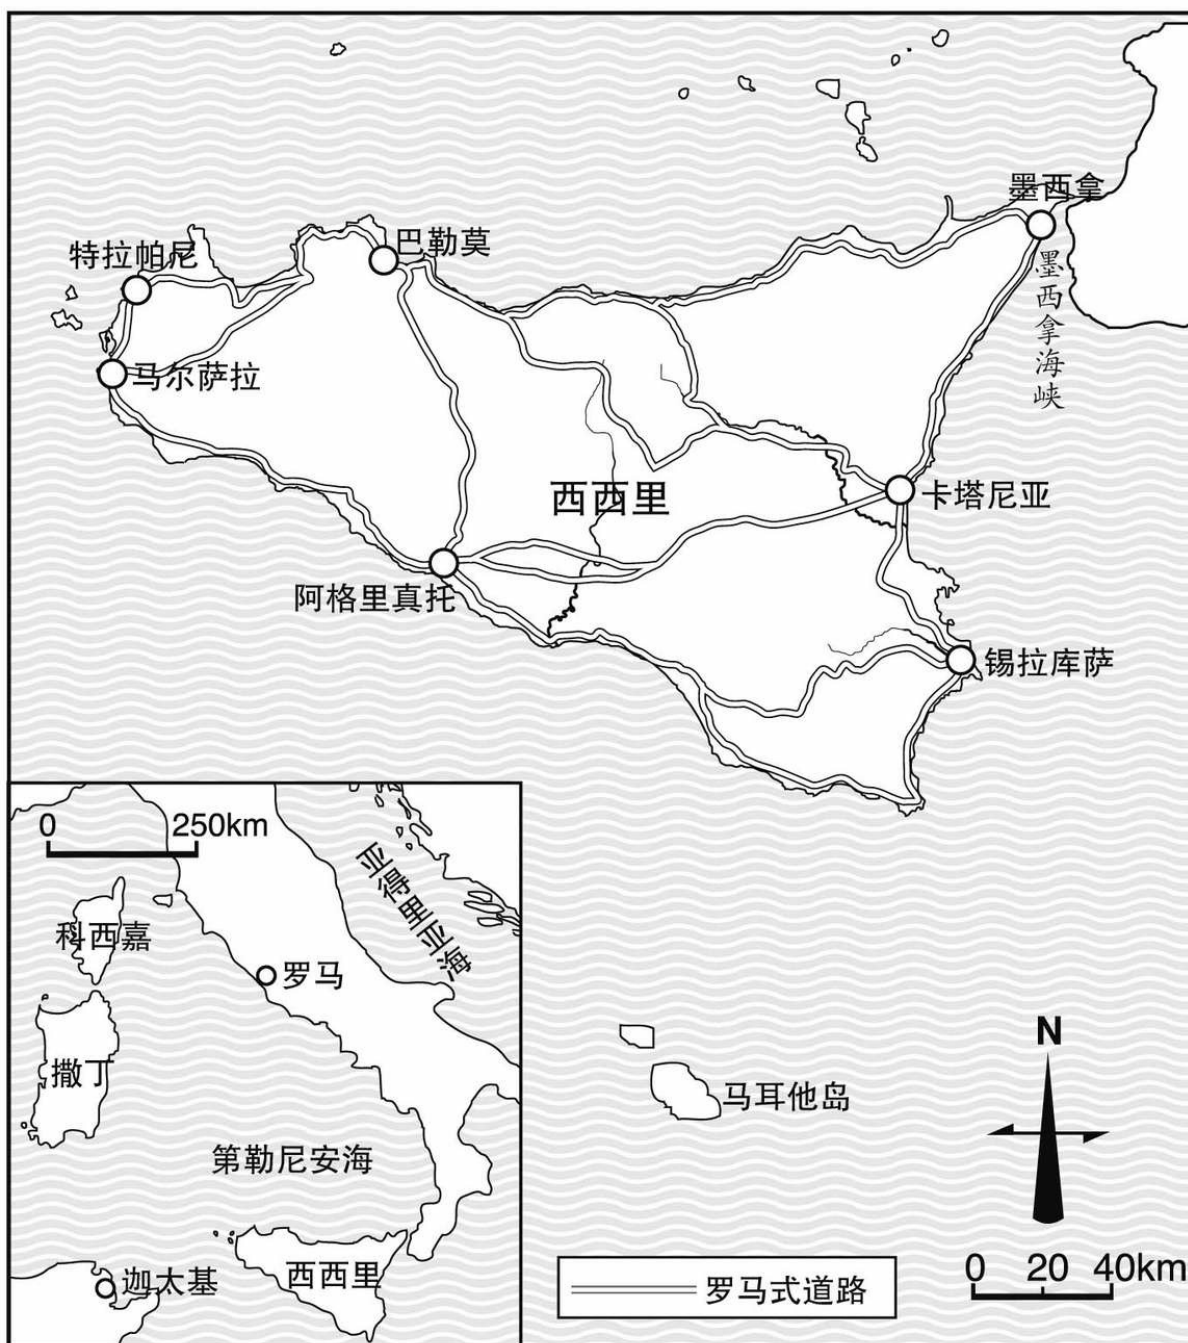 墨西拿
特拉帕尼
巴勒莫
墨西拿海峡
马尔萨拉
西西里
卡塔尼亚
阿格里真托
锡拉库萨
0 250km
亚得里亚海
科西嘉
罗马
撒丁
第勒尼安海
西西里
迦太基
马耳他岛
N
0 20 40km
罗马式道路